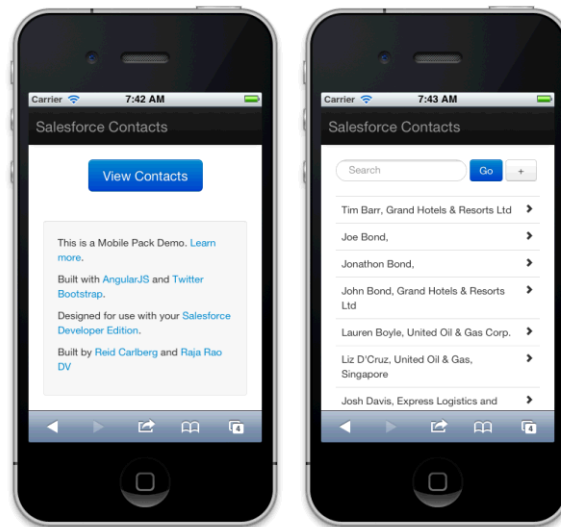 Carrier 7:42 AM
Salesforce Contacts
View Contacts
This is a Mobile Pack Demo. Learn
more.
Built with AngularJS and Twitter
Bootstrap.
Designed for use with your Salesforce
Developer Edition.
Built by Reid Carlberg and Raja Rao
DV
4
Carrier 7:43 AM
Salesforce Contacts
Search Go +
Tim Barr, Grand Hotels & Resorts Ltd
Joe Bond,
Jonathon Bond,
John Bond, Grand Hotels & Resorts
Ltd
Lauren Boyle, United Oil & Gas Corp.
Liz D'Cruz, United Oil & Gas,
Singapore
Josh Davis, Express Logistics and
4